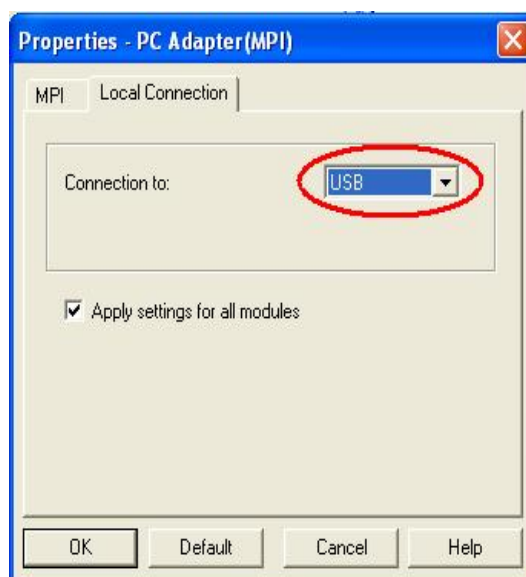 Properties - PC Adapter(MPI)
MPI Local Connection
Connection to: USB
Apply settings for all modules
OK Default Cancel Help